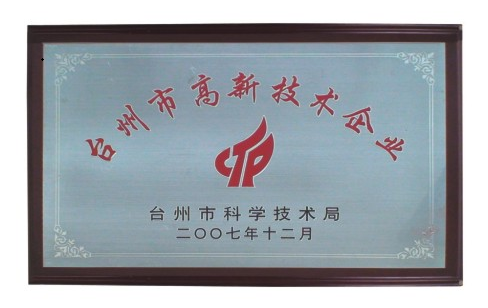 台州市高新技术企业
CTP
台州市科学技术局
二〇〇七年十二月